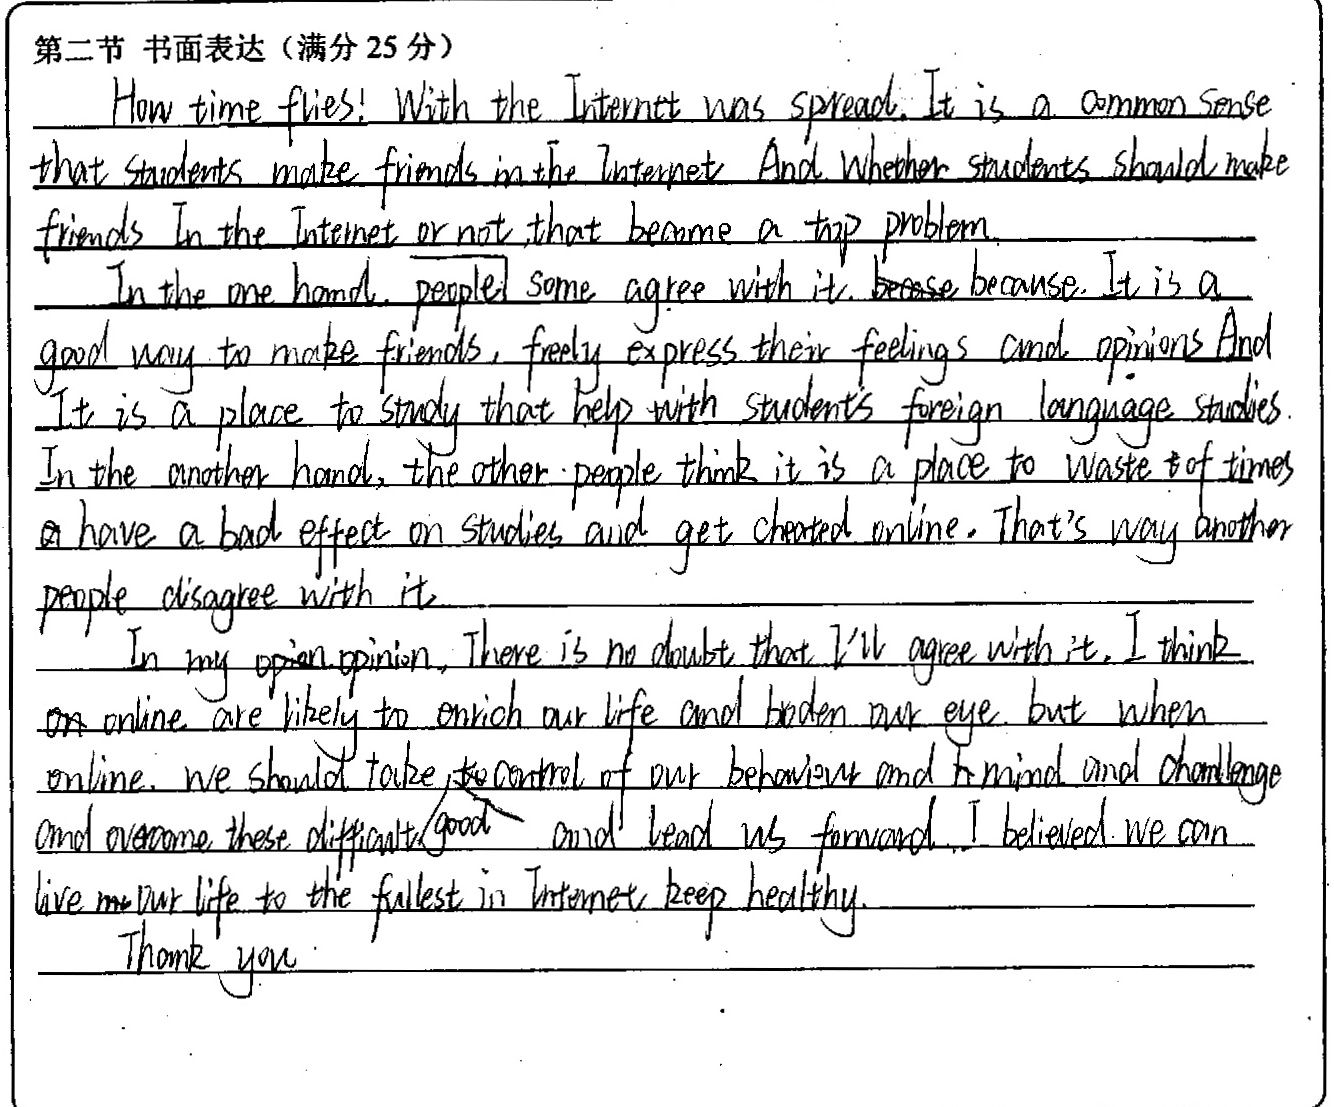 第二节 书面表达（满分 25 分）
How time flies! With the Internet was spread. It is a common sense
that students make friends in the Internet And Whether students should make
friends In the Internet or not, that become a top problem.
In the one hand. people some agree with it. because. It is a
good way to make friends, freely express their feelings and opinions And
It is a place to study that help with students foreign language studies.
In the another hand, the other people think it is a place to waste of times
have a bad effect on studies and get cheated online. That's way another
people disagree with it.
In my opinion, There is no doubt that I'll agree with it. I think
online are likely to enrich our life and boden our eye. but when
online. we should take good control of our behaviour and mind and challenge
and overcome these difficult, and lead us forward. I believed we can
live our life to the fullest in Internet, keep healthy.
Thank you.